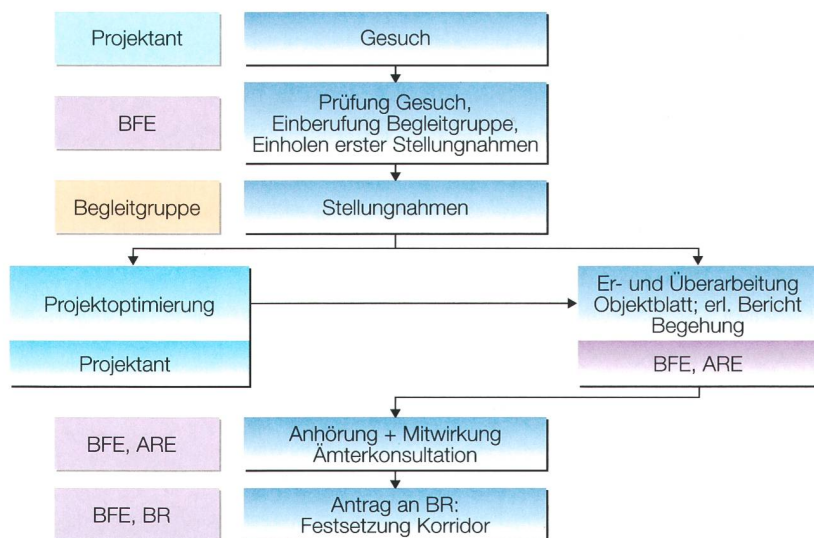 Projektant
Gesuch
BFE
Prüfung Gesuch,
Einberufung Begleitgruppe,
Einholen erster Stellungnahmen
Begleitgruppe
Stellungnahmen
Projektoptimierung
Projektant
Er- und Überarbeitung
Objektblatt; erl. Bericht
Begehung
BFE, ARE
BFE, ARE
Anhörung + Mitwirkung
Ämterkonsultation
BFE, BR
Antrag an BR:
Festsetzung Korridor